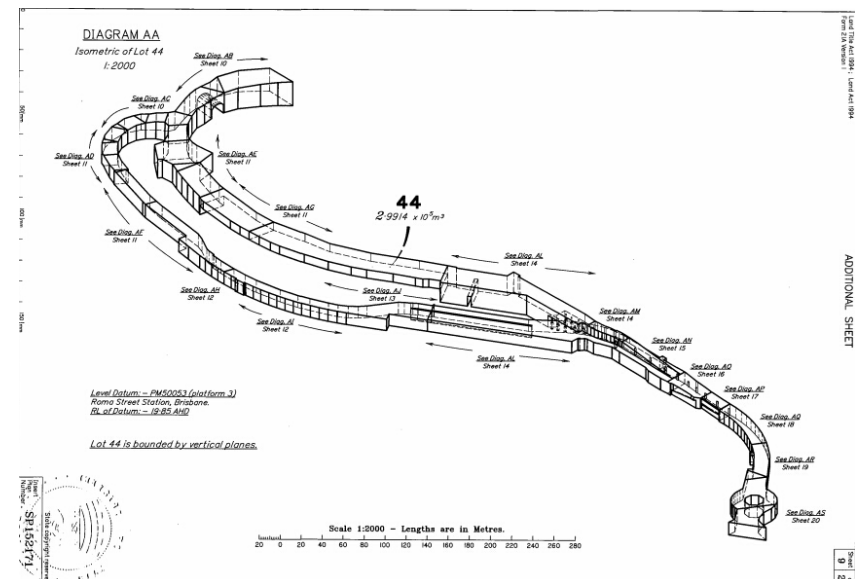 DIAGRAM AA
Isometric of Lot 44
1:2000
See Diag. AB
Sheet 10
See Diag. AC
Sheet 10
See Diag. AD
Sheet 11
See Diag. AE
Sheet 11
See Diag. AG
Sheet 11
See Diag. AF
Sheet 11
44
2·9914 x 10⁵m³
See Diag. AL
Sheet 14
See Diag. AH
Sheet 12
See Diag. AJ
Sheet 13
See Diag. AI
Sheet 12
See Diag. AM
Sheet 14
See Diag. AN
Sheet 15
See Diag. AL
Sheet 14
See Diag. AO
Sheet 16
See Diag. AP
Sheet 17
See Diag. AQ
Sheet 18
See Diag. AR
Sheet 19
See Diag. AS
Sheet 20
Level Datum:- PM50053 (platform 3)
Roma Street Station, Brisbane.
RL of Datum:- 19·85 AHD
Lot 44 is bounded by vertical planes.
Scale 1:2000 - Lengths are in Metres.
20 0 20 40 60 80 100 120 140 160 180 200 220 240 260 280
Land Title Act 1994 ; Land Act 1994
Form 21A Version 1
ADDITIONAL SHEET
50mm
100mm
150mm
State copyright reserved
Insert
Plan
Number
SP152171
Sheet
9